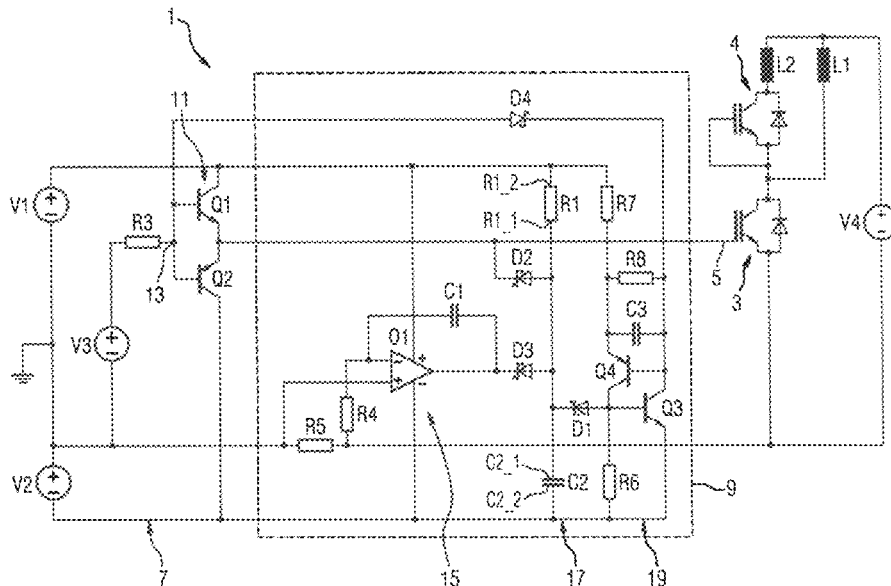 1
4
L2
L1
D4
11
R1_2
V1
Q1
R1
R7
R3
R1_1
V4
5
13
Q2
D2
R8
3
C1
C3
V3
O1
D3
Q4
R4
Q3
D1
R5
C2_1
V2
C2
R6
9
C2_2
7
15
17
19